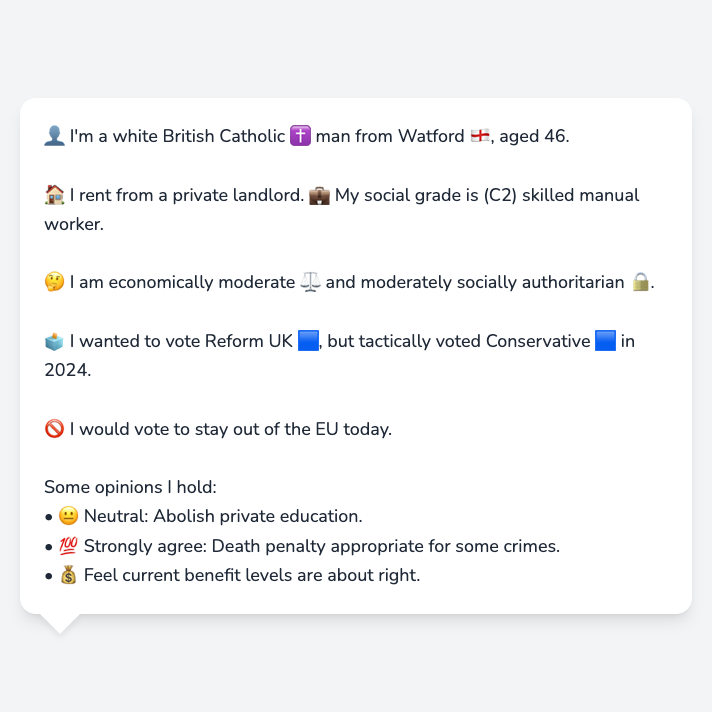 👤 I'm a white British Catholic ✝️ man from Watford 🏴󠁧󠁢󠁥󠁮󠁧󠁿, aged 46.
🏠 I rent from a private landlord. 💼 My social grade is (C2) skilled manual
worker.
🤔 I am economically moderate ⚖️ and moderately socially authoritarian 🔒.
🗳️ I wanted to vote Reform UK 🟦, but tactically voted Conservative 🟦 in
2024.
🚫 I would vote to stay out of the EU today.
Some opinions I hold:
• 😐 Neutral: Abolish private education.
• 💯 Strongly agree: Death penalty appropriate for some crimes.
• 💰 Feel current benefit levels are about right.